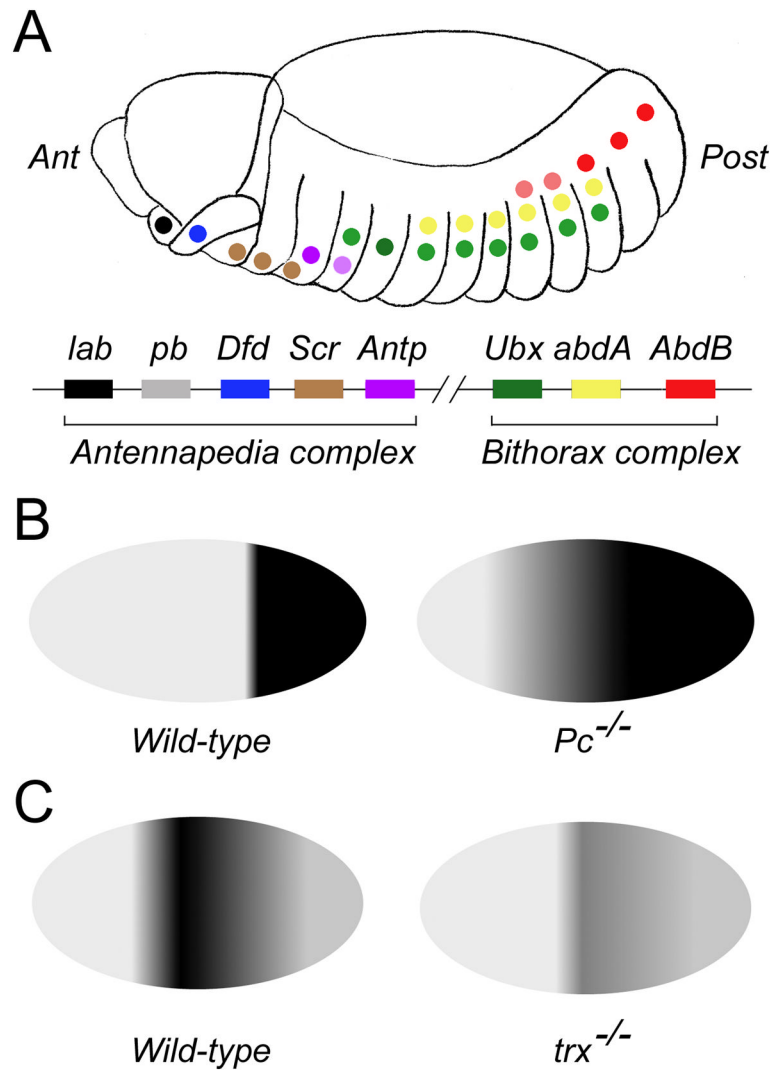 A
Ant
Post
lab pb Dfd Scr Antp Ubx abdA AbdB
Antennapedia complex Bithorax complex
B
Wild-type Pc-/-
C
Wild-type trx-/-